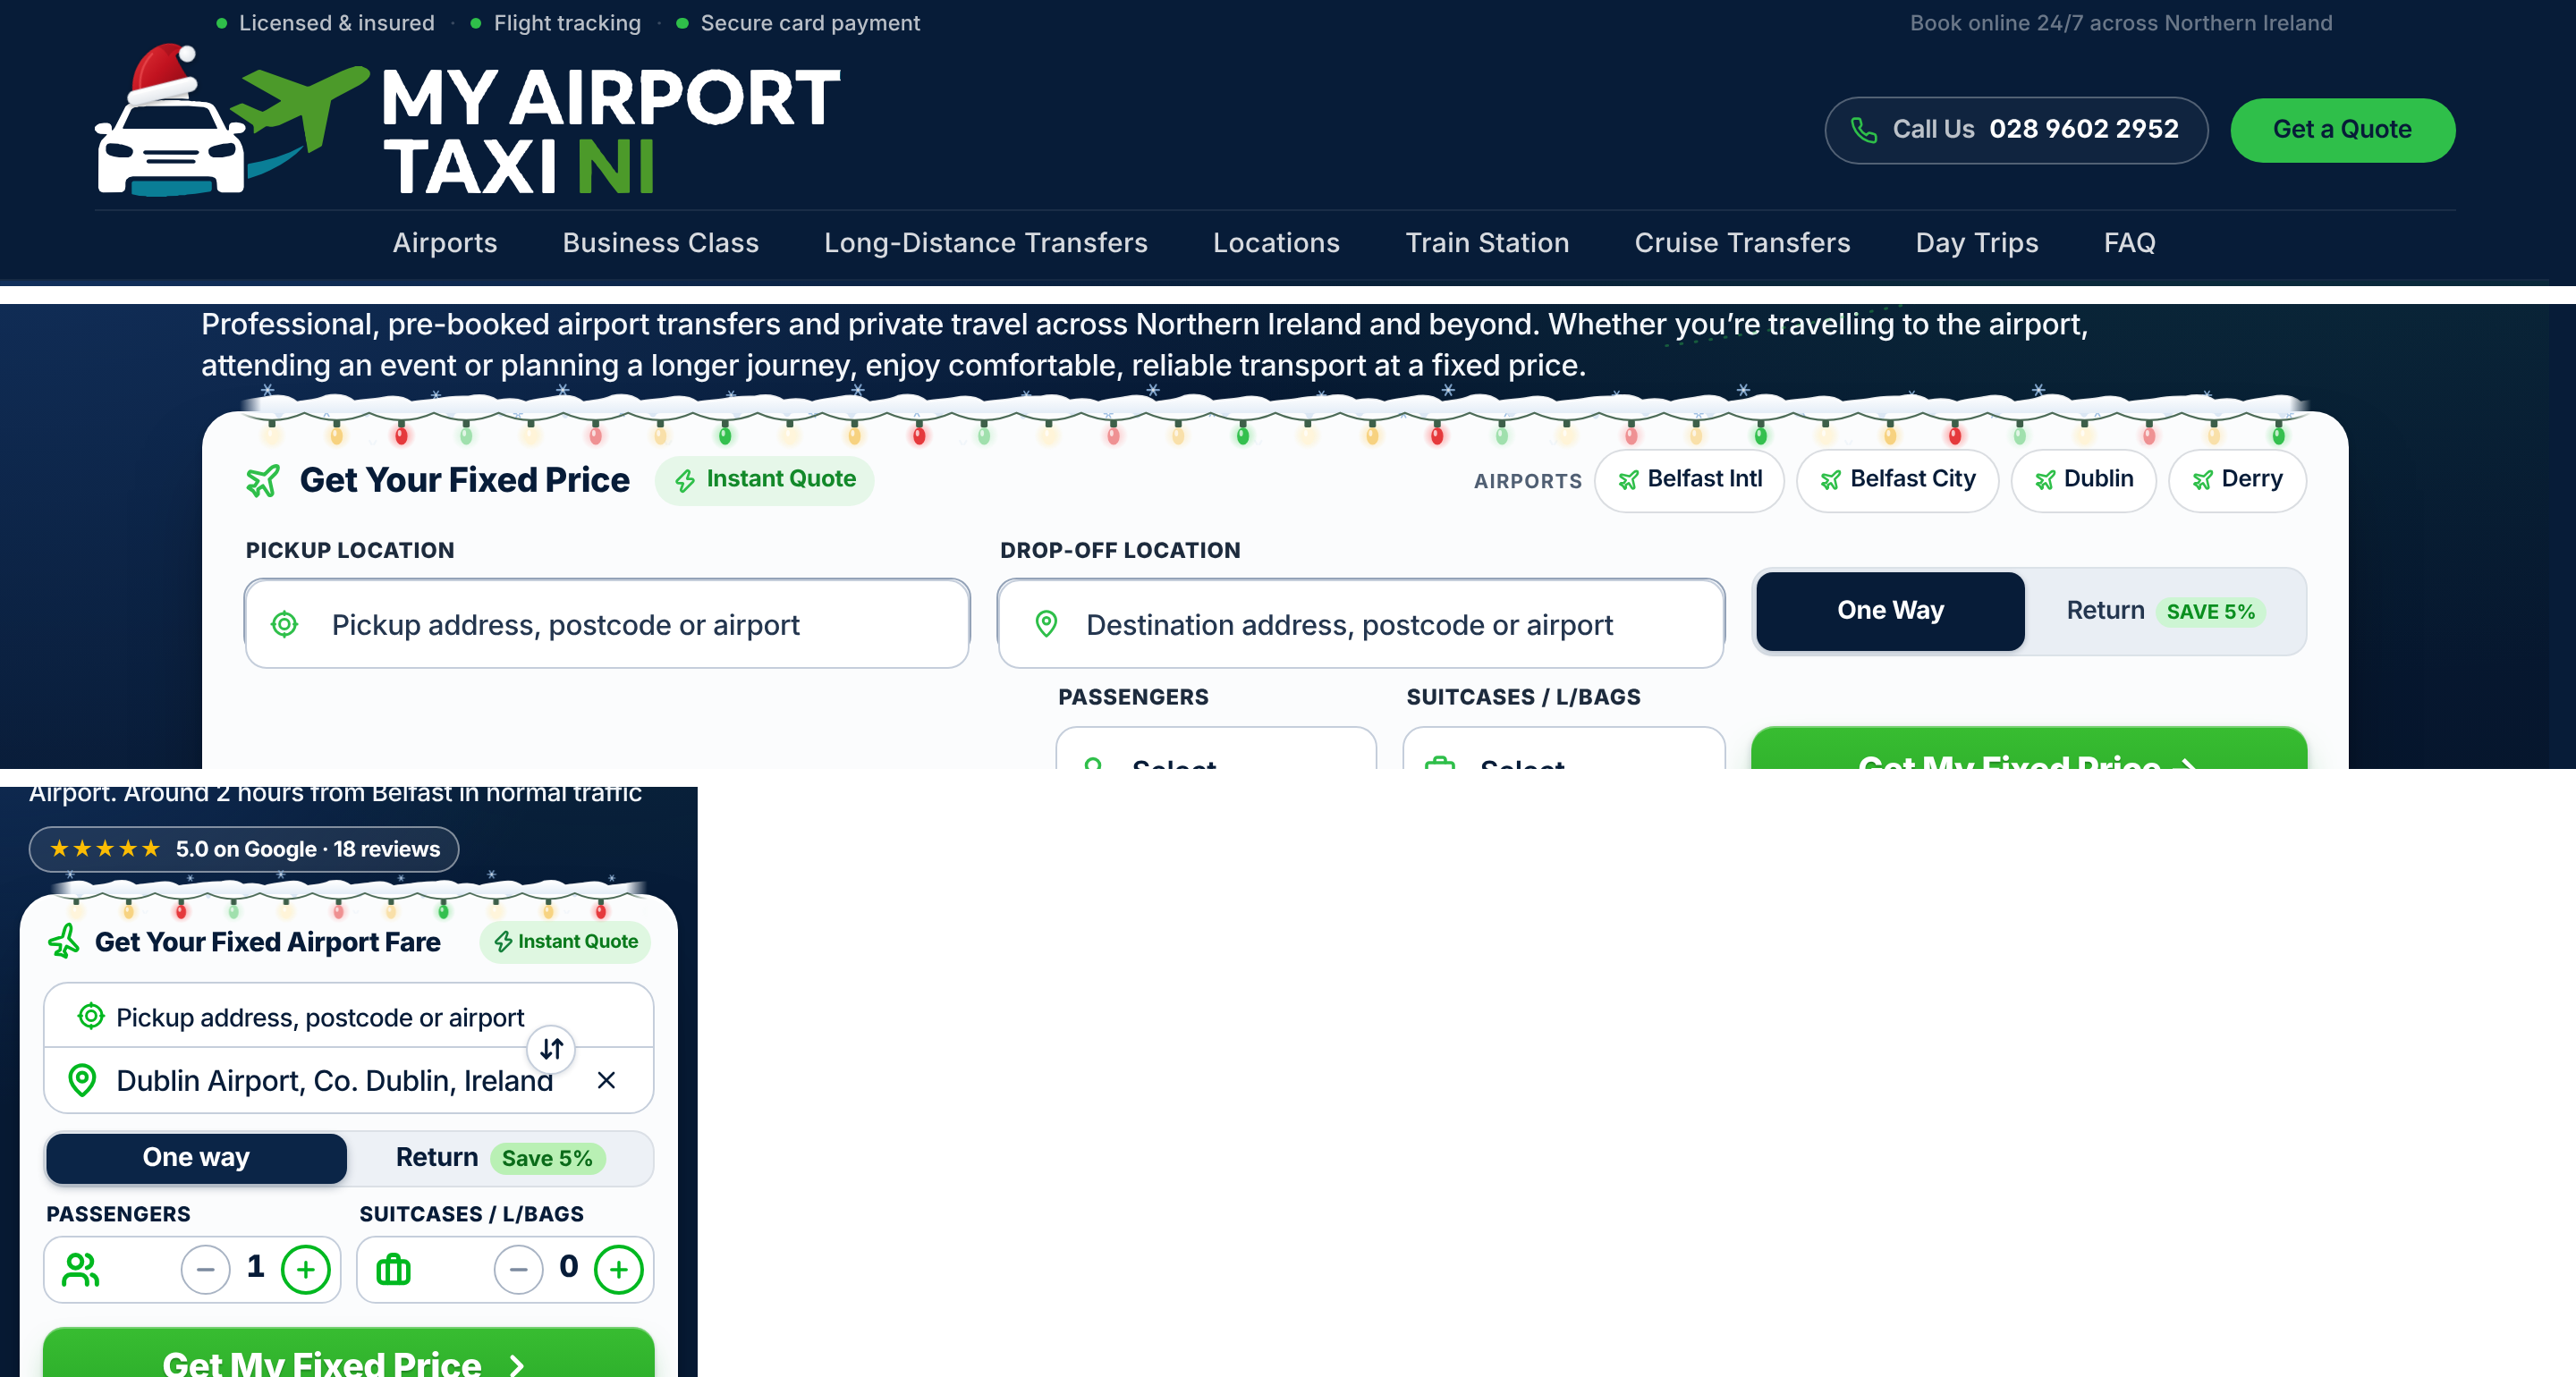 Licensed & insured · Flight tracking · Secure card payment
Book online 24/7 across Northern Ireland
MY AIRPORT
TAXI NI
Call Us 028 9602 2952
Get a Quote
Airports Business Class Long-Distance Transfers Locations Train Station Cruise Transfers Day Trips FAQ
Professional, pre-booked airport transfers and private travel across Northern Ireland and beyond. Whether you’re travelling to the airport,
attending an event or planning a longer journey, enjoy comfortable, reliable transport at a fixed price.
Get Your Fixed Price Instant Quote
AIRPORTS Belfast Intl Belfast City Dublin Derry
PICKUP LOCATION DROP-OFF LOCATION
Pickup address, postcode or airport Destination address, postcode or airport One Way Return SAVE 5%
PASSENGERS SUITCASES / L/BAGS
Select Select Get My Fixed Price
Airport. Around 2 hours from Belfast in normal traffic
★★★★★ 5.0 on Google · 18 reviews
Get Your Fixed Airport Fare Instant Quote
Pickup address, postcode or airport
Dublin Airport, Co. Dublin, Ireland
One way Return Save 5%
PASSENGERS SUITCASES / L/BAGS
1 0
Get My Fixed Price